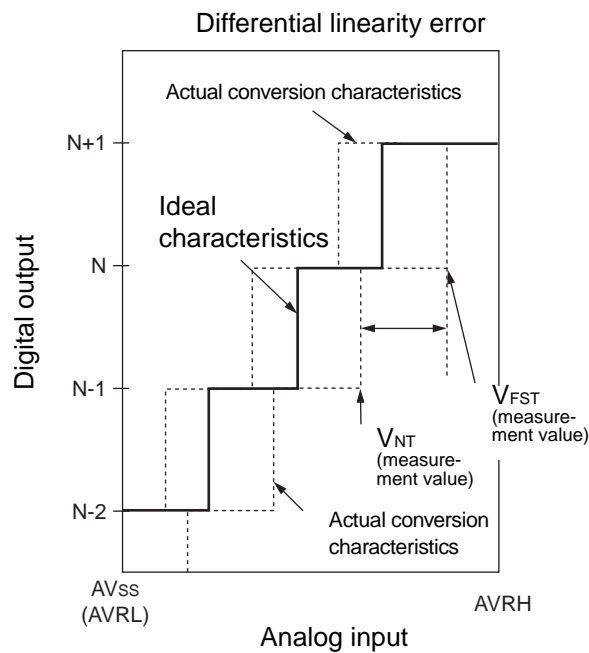 Differential linearity error
Actual conversion characteristics
N+1
Ideal
characteristics
N
Digital output
N-1
VFST
(measure-
ment value)
VNT
(measure-
ment value)
N-2
Actual conversion
characteristics
AVss
(AVRL)
AVRH
Analog input